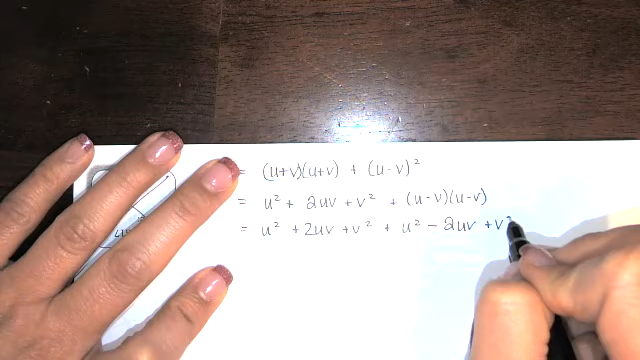 = (u+v)(u+v) + (u-v)²
= u² + 2uv + v² + (u-v)(u-v)
= u² + 2uv + v² + u² - 2uv + v²